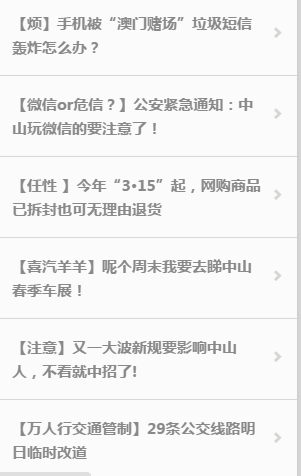 【烦】手机被“澳门赌场”垃圾短信
轰炸怎么办？
【微信or危信？】公安紧急通知：中
山玩微信的要注意了！
【任性 】今年“3•15”起，网购商品
已拆封也可无理由退货
【喜汽羊羊】呢个周末我要去睇中山
春季车展！
【注意】又一大波新规要影响中山
人，不看就中招了!
【万人行交通管制】29条公交线路明
日临时改道